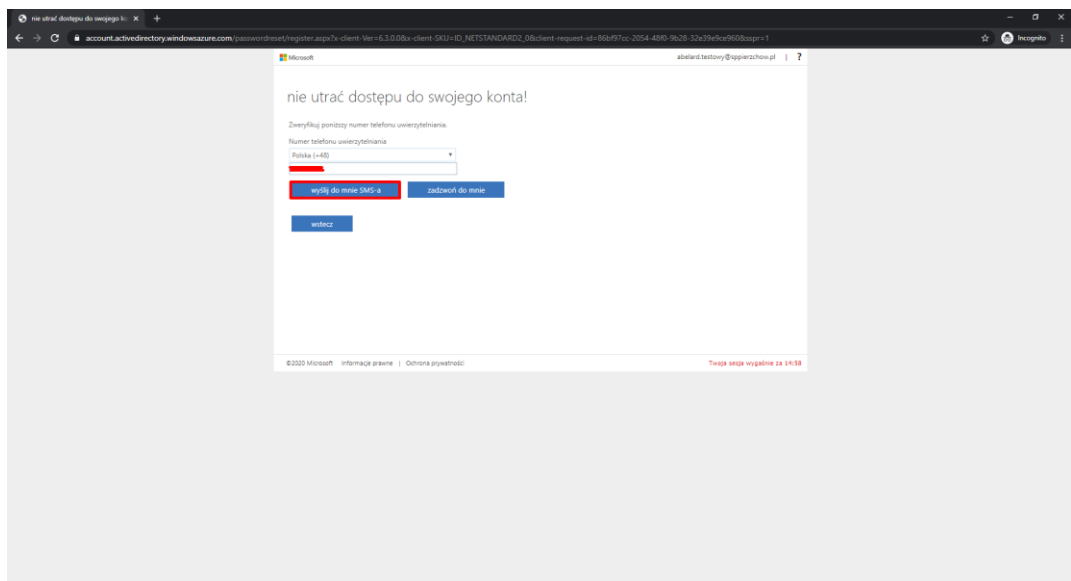 nie utrać dostępu do swojego ko
Incognito
account.activedirectory.windowsazure.com/passwordreset/register.aspx?x-client-Ver=6.3.0.0&x-client-SKU=ID_NETSTANDARD2_0&client-request-id=86bf97cc-2054-48f0-9b28-32e39e9ce960&sspr=1
Microsoft
abelard.testowy@sppierzchow.pl | ?
nie utrać dostępu do swojego konta!
Zweryfikuj poniższy numer telefonu uwierzytelniania.
Numer telefonu uwierzytelniania
Polska (+48)
wyślij do mnie SMS-a
zadzwoń do mnie
wstecz
©2020 Microsoft Informacje prawne | Ochrona prywatności
Twoja sesja wygaśnie za 14:58